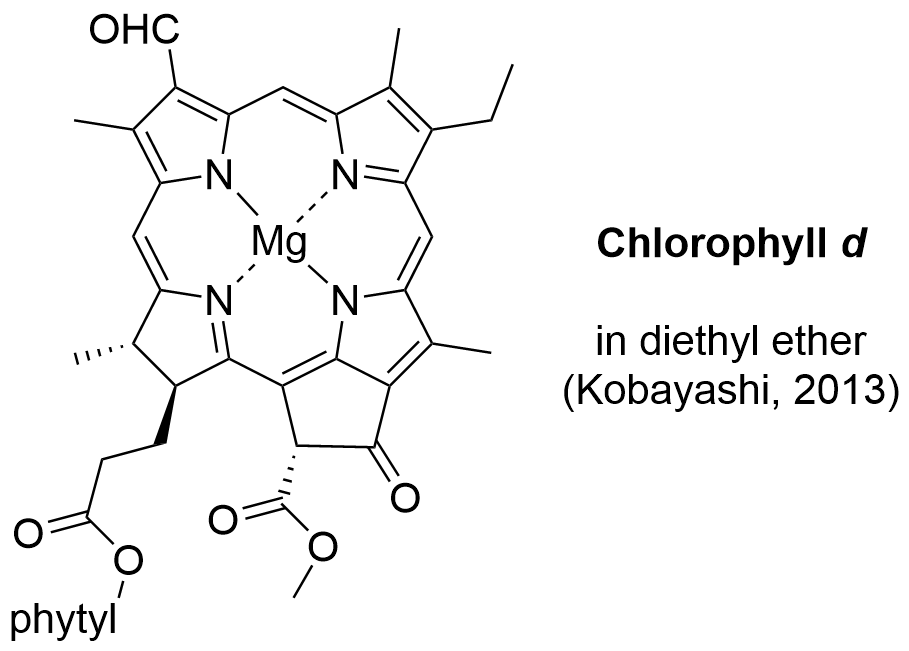 OHC
N
N
Mg
Chlorophyll d
N
N
in diethyl ether
(Kobayashi, 2013)
O
O
O
O
O
phytyl